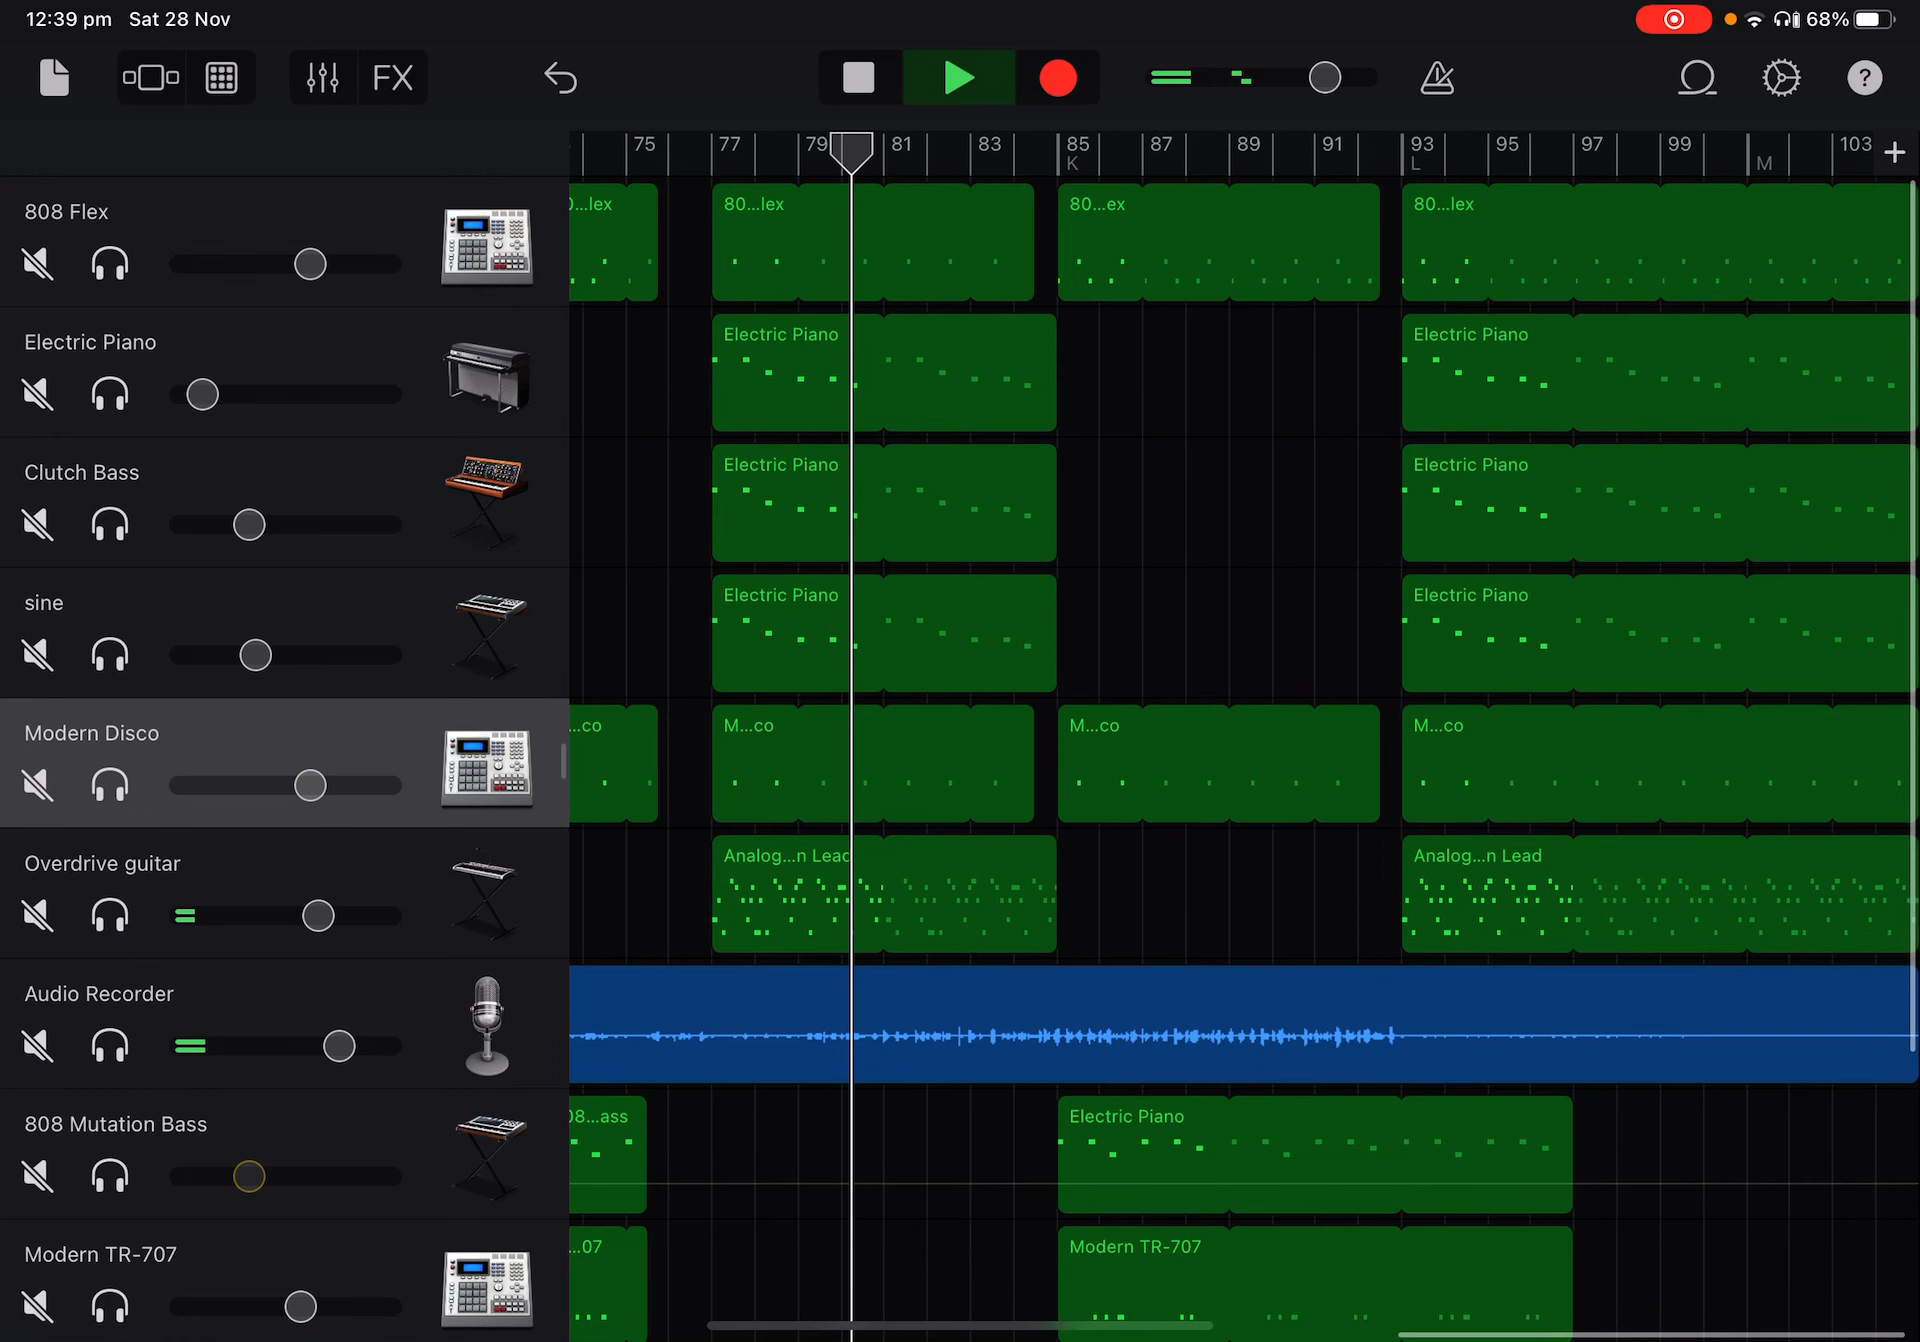 12:39 pm Sat 28 Nov 68%
FX ?
75 77 79 81 83 85 87 89 91 93 95 97 99 103 +
K L M
808 Flex
...lex 80...lex 80...ex 80...lex
Electric Piano
Electric Piano Electric Piano
Clutch Bass
Electric Piano Electric Piano
sine
Electric Piano Electric Piano
Modern Disco
...co M...co M...co M...co
Overdrive guitar
Analog...n Lead Analog...n Lead
Audio Recorder
808 Mutation Bass
08...ass Electric Piano
Modern TR-707
...07 Modern TR-707